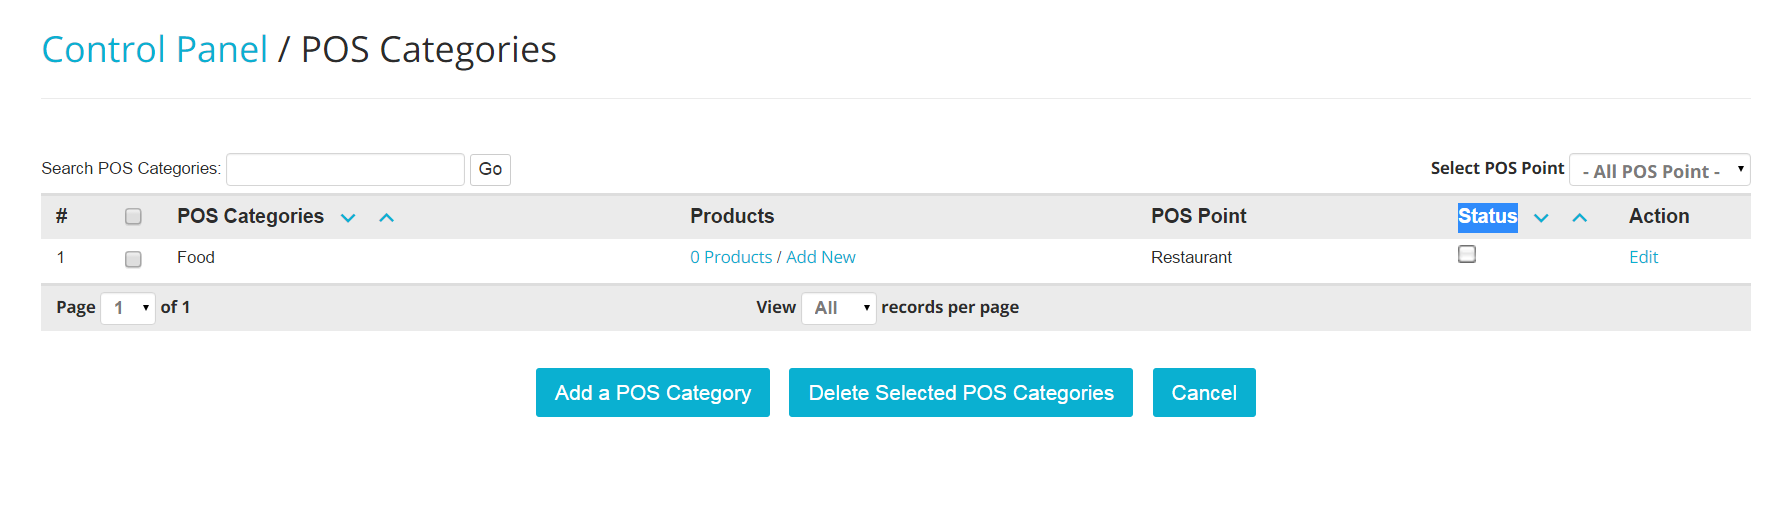 Control Panel / POS Categories
Search POS Categories: Go Select POS Point - All POS Point -
# POS Categories Products POS Point Status Action
1 Food 0 Products / Add New Restaurant Edit
Page 1 of 1 View All records per page
Add a POS Category Delete Selected POS Categories Cancel